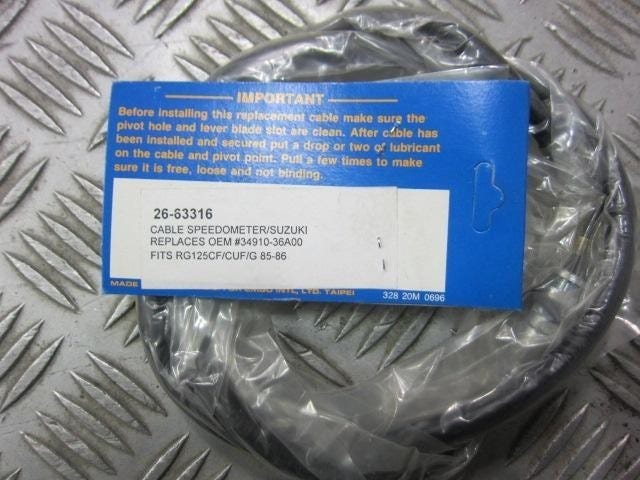 IMPORTANT
Before installing this replacement cable make sure the
pivot hole and lever blade slot are clean. After cable has
been installed and secured put a drop or two of lubricant
on the cable and pivot point. Pull a few times to make
sure it is free, loose and not binding.
26-63316
CABLE SPEEDOMETER/SUZUKI
REPLACES OEM #34910-36A00
FITS RG125CF/CUF/G 85-86
MADE INTL, LTD. TAIPEI
328 20M 0696